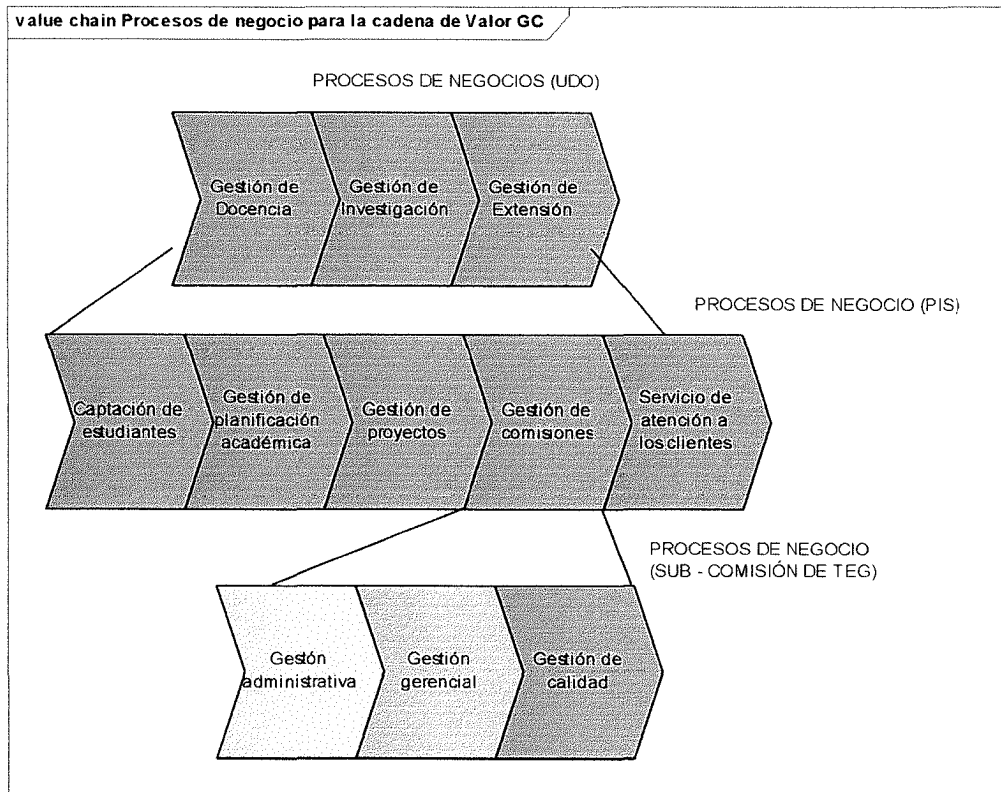 value chain Procesos de negocio para la cadena de Valor GC
PROCESOS DE NEGOCIOS (UDO)
Gestión de
Docencia
Gestión de
Investigación
Gestión de
Extensión
PROCESOS DE NEGOCIO (PIS)
Captación de
estudiantes
Gestión de
planificación
académica
Gestión de
proyectos
Gestión de
comisiones
Servicio de
atención a
los clientes
PROCESOS DE NEGOCIO
(SUB - COMISIÓN DE TEG)
Gestón
administrativa
Gestión
gerencial
Gestión de
calidad